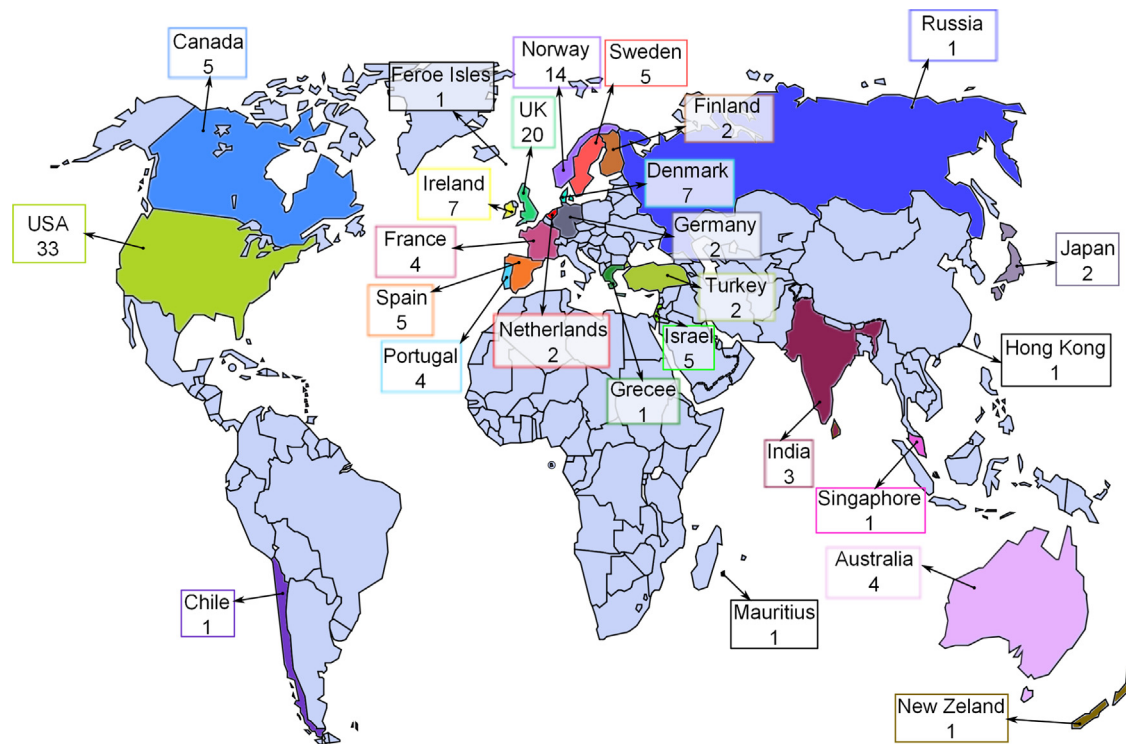 Russia
1
Canada
5
Norway
14
Sweden
5
Feroe Isles
1
UK
20
Finland
2
Ireland
7
Denmark
7
USA
33
France
4
Germany
2
Japan
2
Spain
5
Turkey
2
Netherlands
2
Israel
5
Portugal
4
Hong Kong
1
Grecee
1
India
3
Singaphore
1
Australia
4
Chile
1
Mauritius
1
New Zeland
1